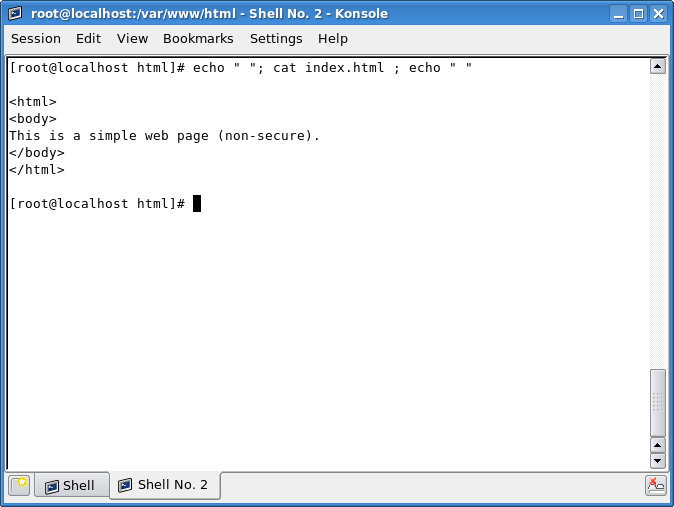 root@localhost:/var/www/html - Shell No. 2 - Konsole
Session Edit View Bookmarks Settings Help
[root@localhost html]# echo " "; cat index.html ; echo " "
<html>
<body>
This is a simple web page (non-secure).
</body>
</html>
[root@localhost html]#
Shell Shell No. 2